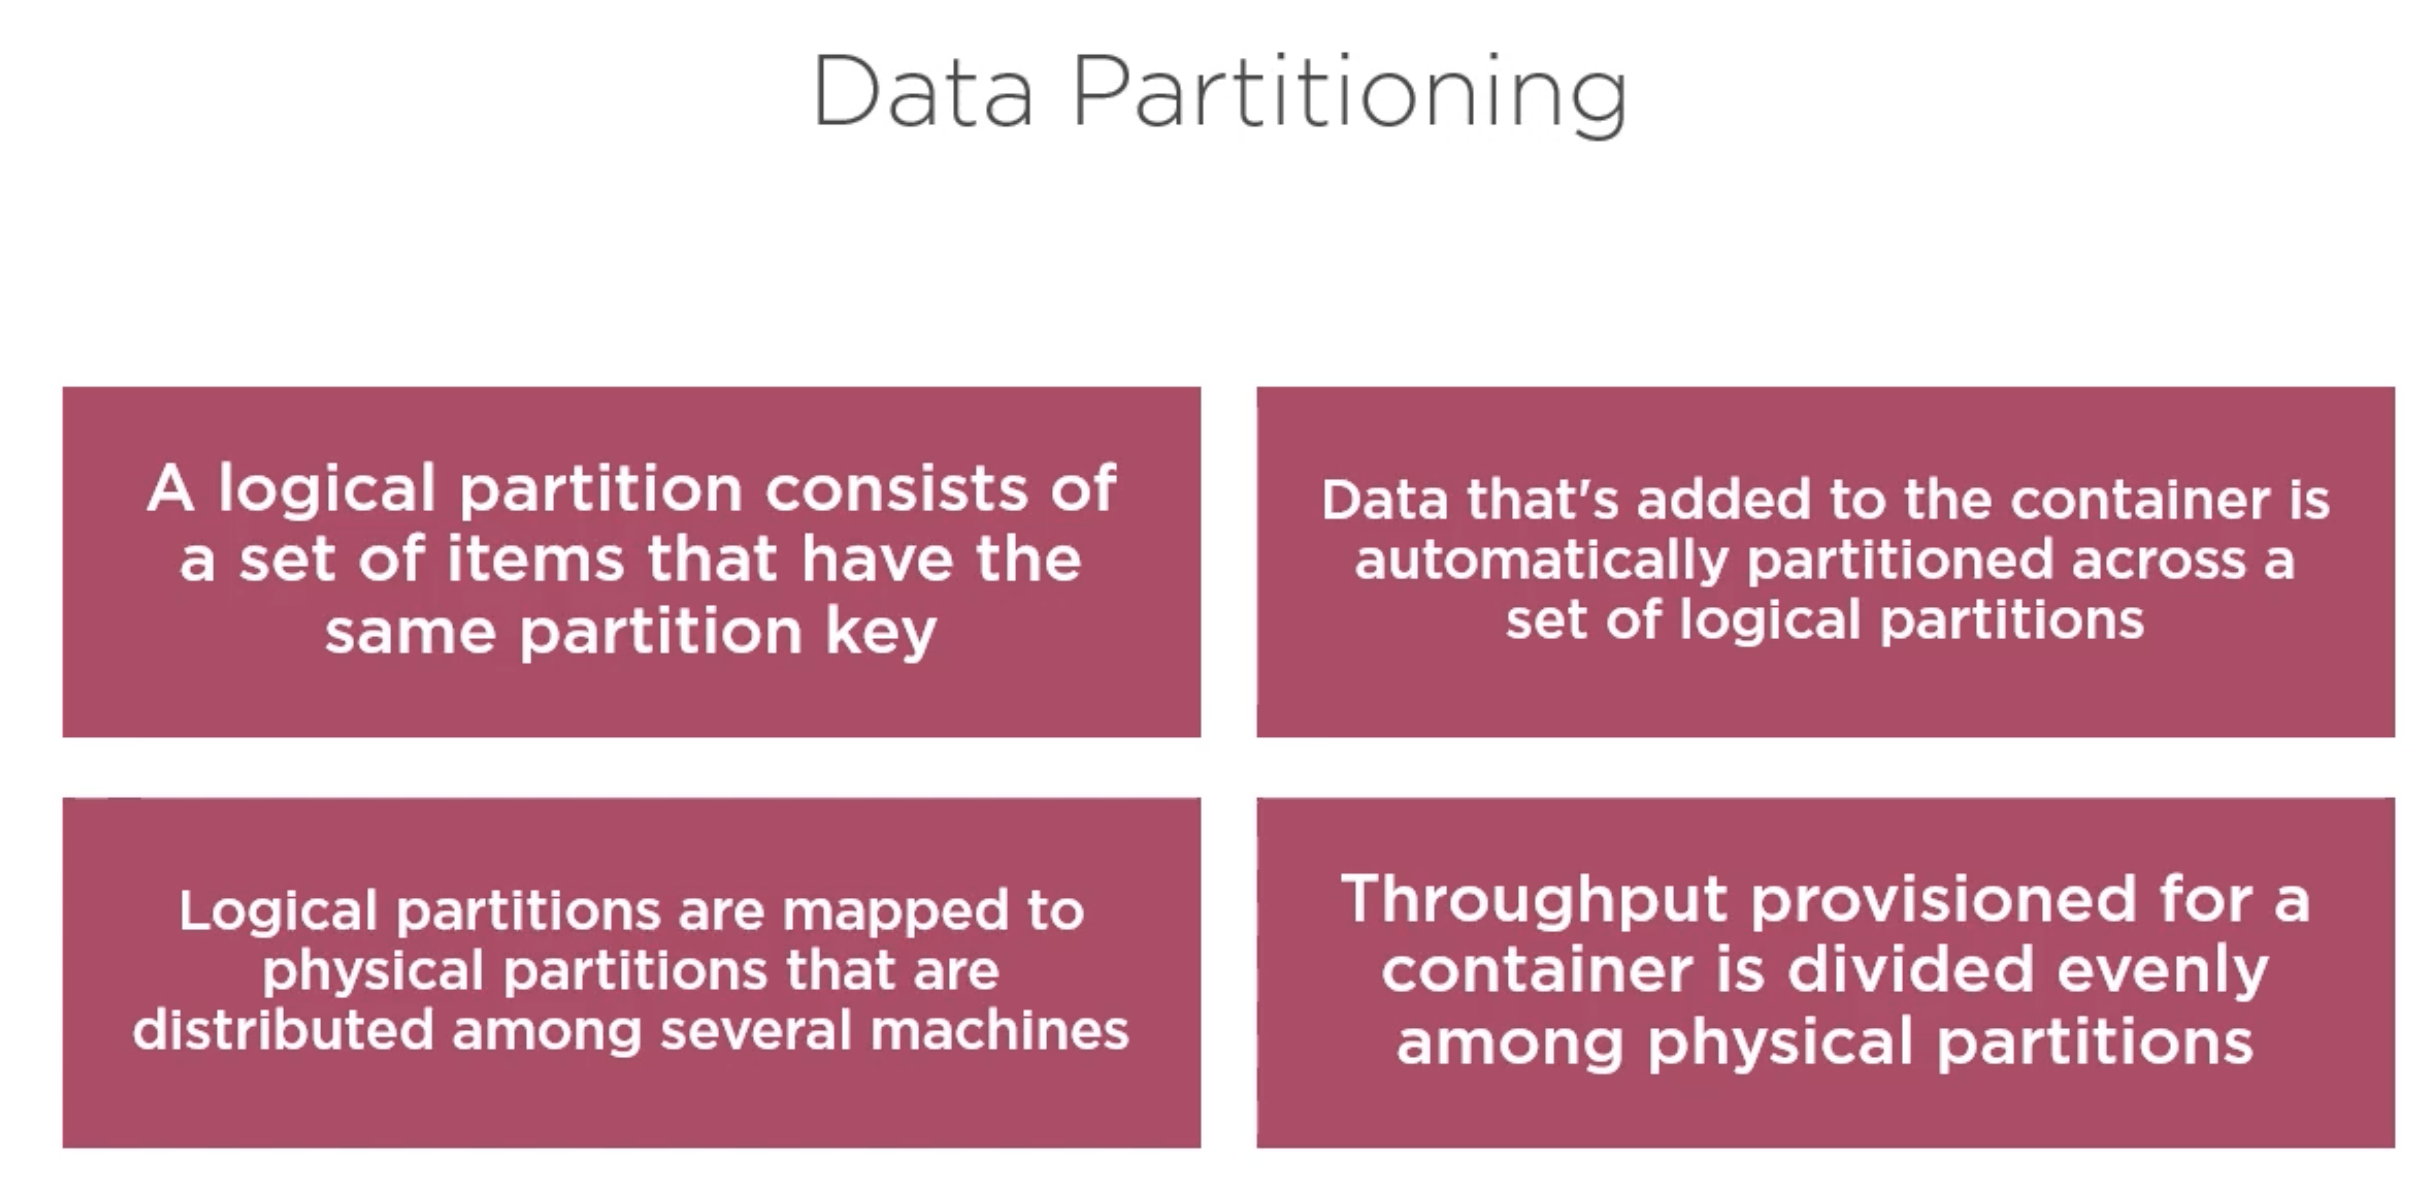 Data Partitioning
A logical partition consists of
a set of items that have the
same partition key
Data that's added to the container is
automatically partitioned across a
set of logical partitions
Logical partitions are mapped to
physical partitions that are
distributed among several machines
Throughput provisioned for a
container is divided evenly
among physical partitions